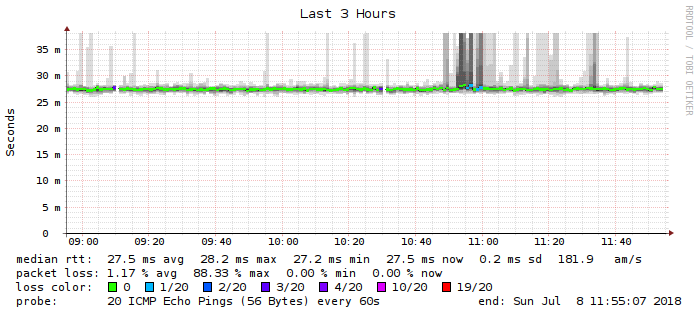 Last 3 Hours
RRDTOOL / TOBI OETIKER
Seconds
35 m
30 m
25 m
20 m
15 m
10 m
5 m
0
09:00 09:20 09:40 10:00 10:20 10:40 11:00 11:20 11:40
median rtt: 27.5 ms avg 28.2 ms max 27.2 ms min 27.5 ms now 0.2 ms sd 181.9 am/s
packet loss: 1.17 % avg 88.33 % max 0.00 % min 0.00 % now
loss color: 0 1/20 2/20 3/20 4/20 10/20 19/20
probe: 20 ICMP Echo Pings (56 Bytes) every 60s end: Sun Jul 8 11:55:07 2018